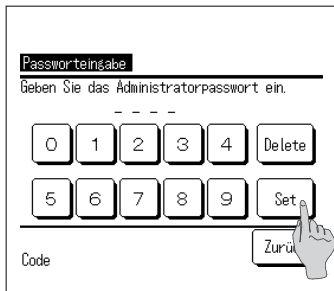 Passworteingabe
Geben Sie das Administratorpasswort ein.
– – – –
0 1 2 3 4 Delete
5 6 7 8 9 Set
Code